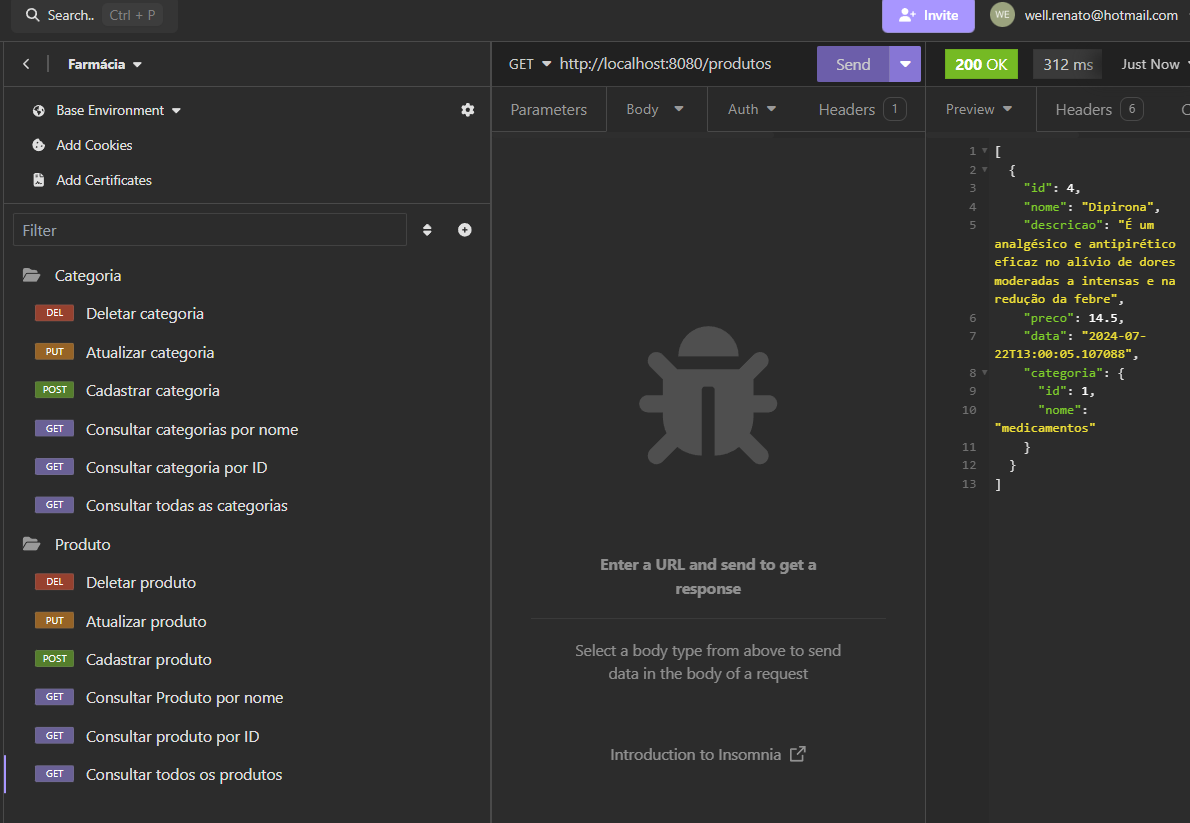 Search.. Ctrl + P
Invite
WE well.renato@hotmail.com
Farmácia
Base Environment
Add Cookies
Add Certificates
Filter
Categoria
DEL Deletar categoria
PUT Atualizar categoria
POST Cadastrar categoria
GET Consultar categorias por nome
GET Consultar categoria por ID
GET Consultar todas as categorias
Produto
DEL Deletar produto
PUT Atualizar produto
POST Cadastrar produto
GET Consultar Produto por nome
GET Consultar produto por ID
GET Consultar todos os produtos
GET http://localhost:8080/produtos Send
Parameters Body Auth Headers 1
Enter a URL and send to get a
response
Select a body type from above to send
data in the body of a request
Introduction to Insomnia
200 OK 312 ms Just Now
Preview Headers 6
1 [
2 {
3 "id": 4,
4 "nome": "Dipirona",
5 "descricao": "É um
analgésico e antipirético
eficaz no alívio de dores
moderadas a intensas e na
redução da febre",
6 "preco": 14.5,
7 "data": "2024-07-
22T13:00:05.107088",
8 "categoria": {
9 "id": 1,
10 "nome":
"medicamentos"
11 }
12 }
13 ]